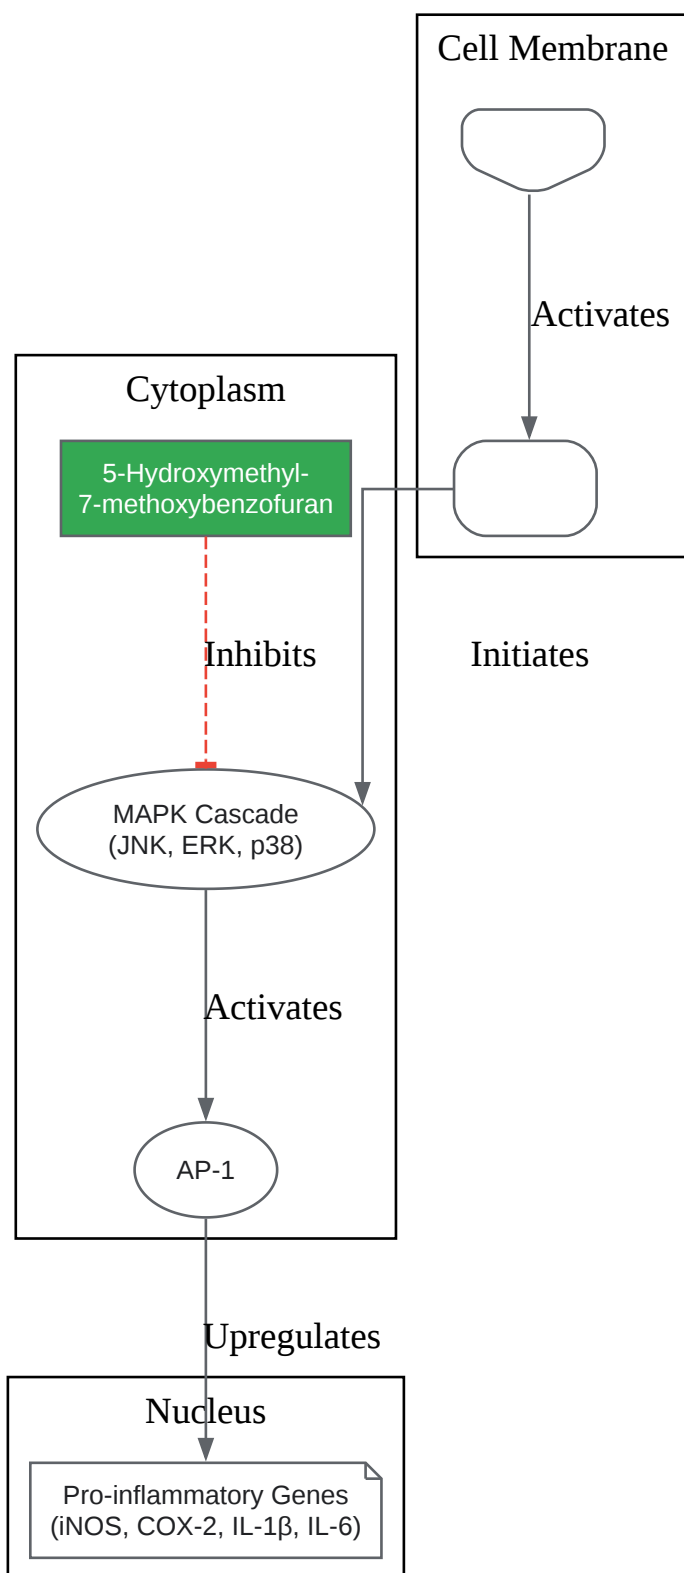 Cell Membrane
Activates
Cytoplasm
5-Hydroxymethyl-
7-methoxybenzofuran
Inhibits
Initiates
MAPK Cascade
(JNK, ERK, p38)
Activates
AP-1
Upregulates
Nucleus
Pro-inflammatory Genes
(iNOS, COX-2, IL-1β, IL-6)